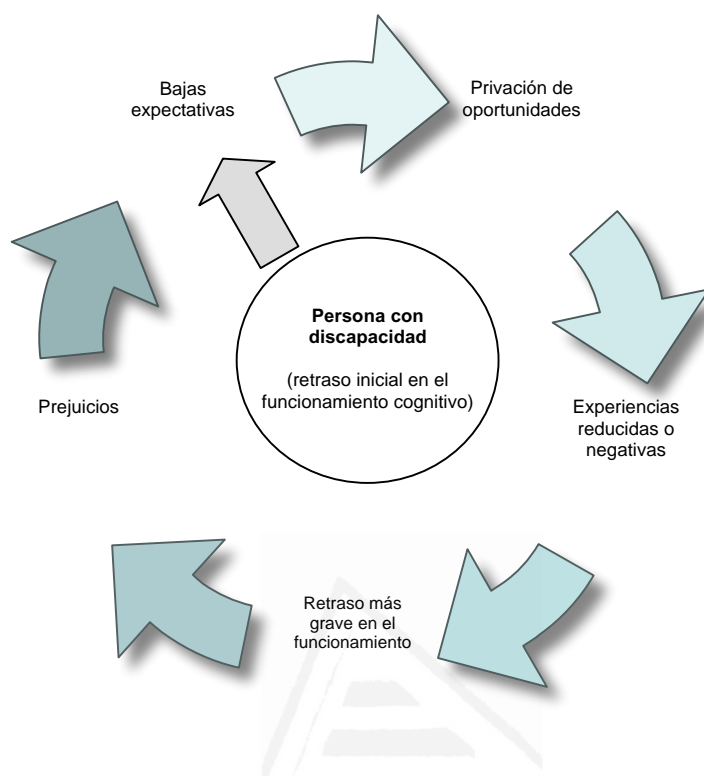 Bajas
expectativas
Privación de
oportunidades
Persona con
discapacidad
(retraso inicial en el
funcionamiento cognitivo)
Prejuicios
Experiencias
reducidas o
negativas
Retraso más
grave en el
funcionamiento